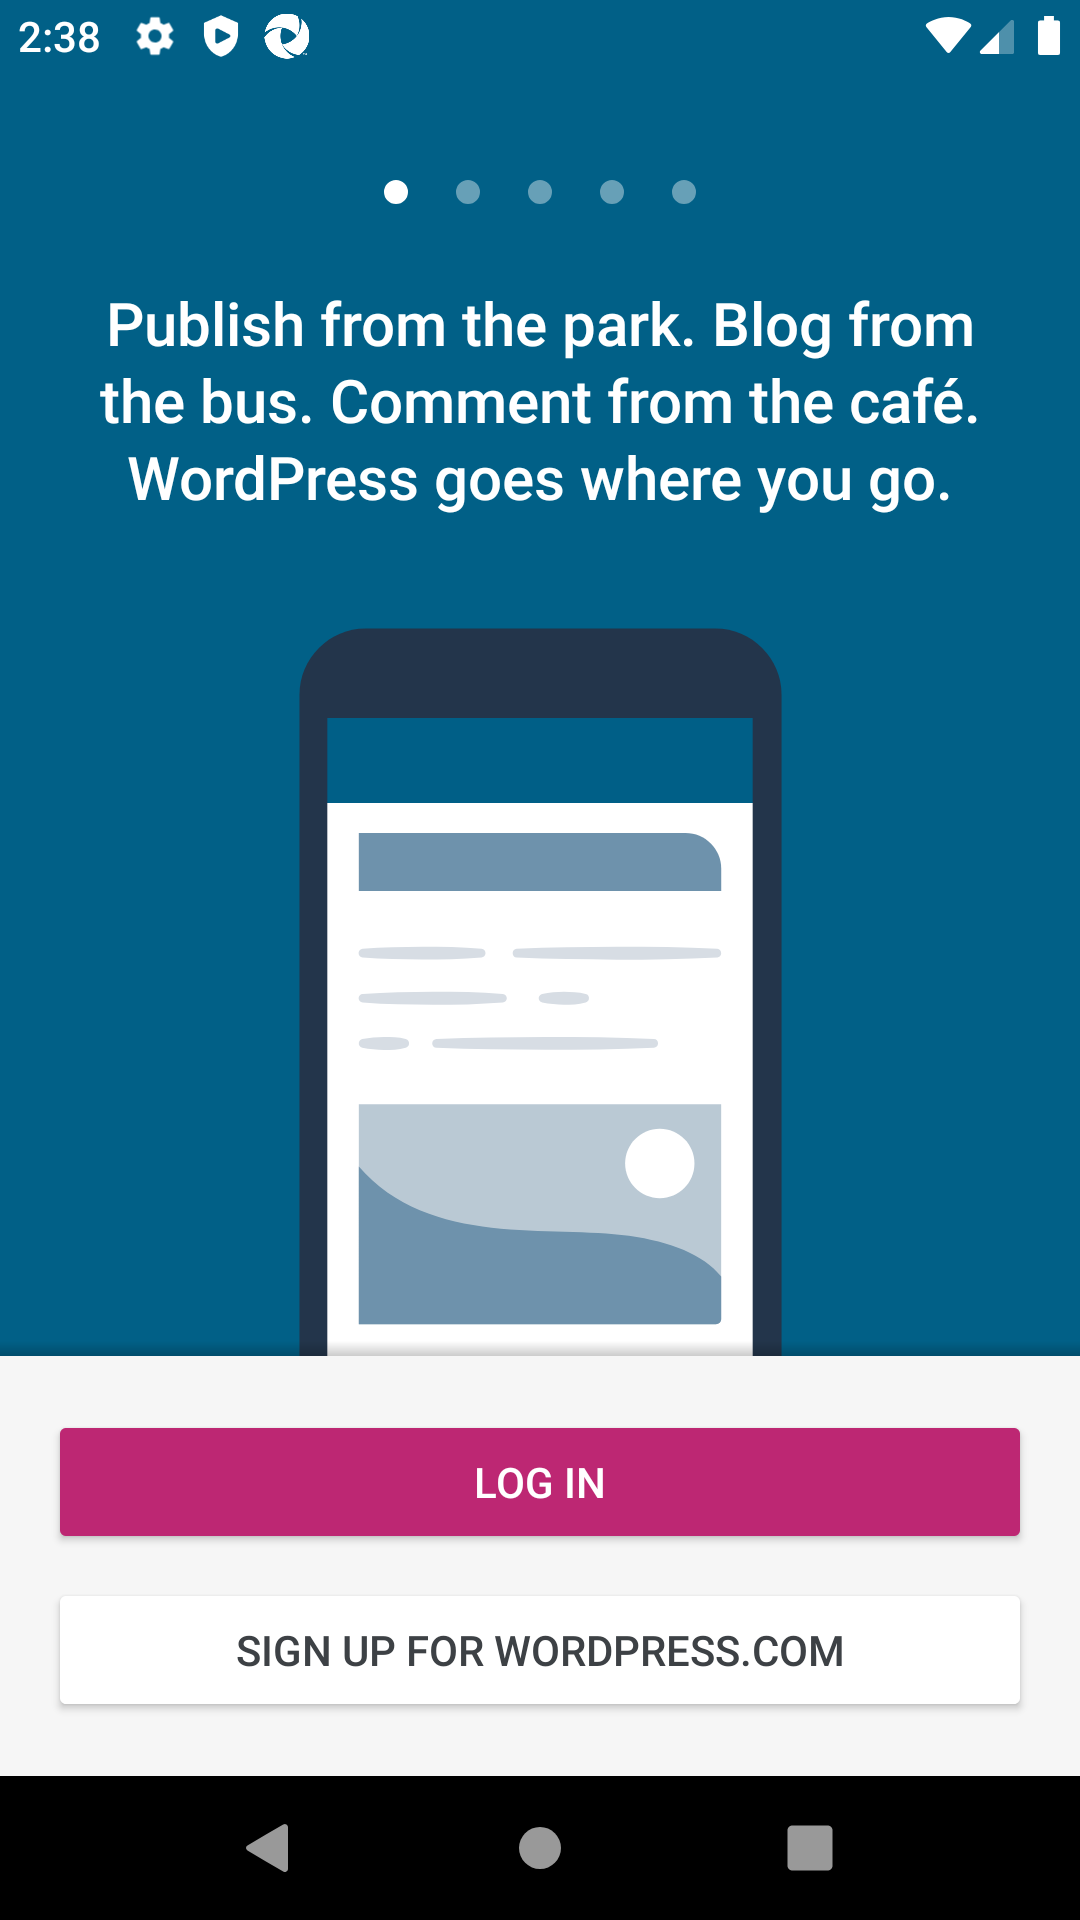 2:38
Publish from the park. Blog from
the bus. Comment from the café.
WordPress goes where you go.
LOG IN
SIGN UP FOR WORDPRESS.COM